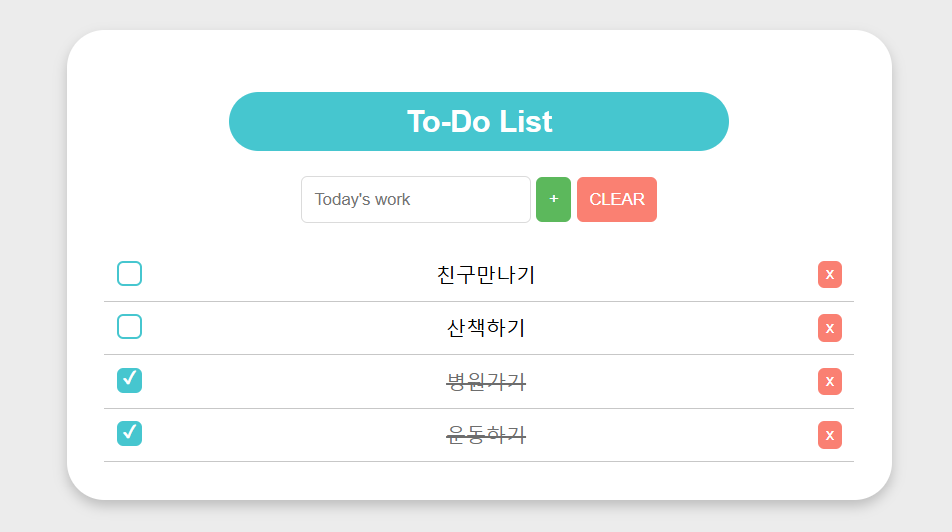 To-Do List
Today's work + CLEAR
친구만나기 x
산책하기 x
병원가기 x
운동하기 x